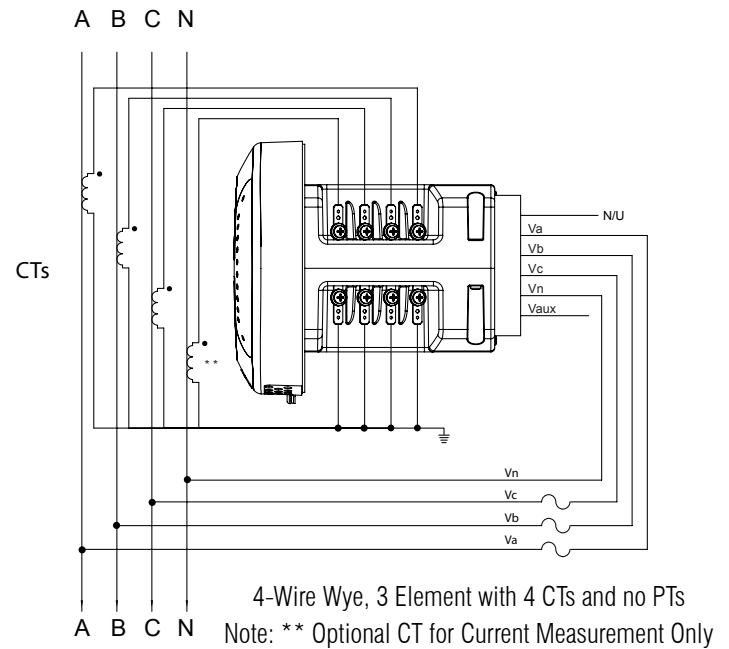 A B C N
CTs
* *
N/U
Va
Vb
Vc
Vn
Vaux
Vn
Vc
Vb
Va
A B C N
4-Wire Wye, 3 Element with 4 CTs and no PTs
Note: ** Optional CT for Current Measurement Only